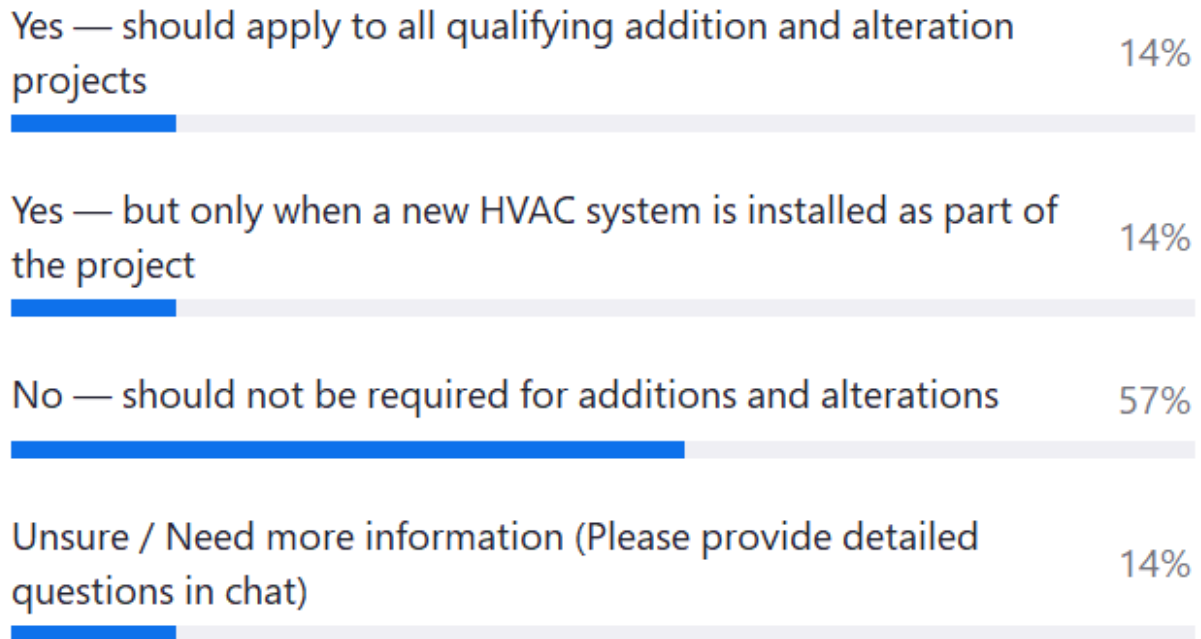 Yes — should apply to all qualifying addition and alteration
projects
14%
Yes — but only when a new HVAC system is installed as part of
the project
14%
No — should not be required for additions and alterations
57%
Unsure / Need more information (Please provide detailed
questions in chat)
14%